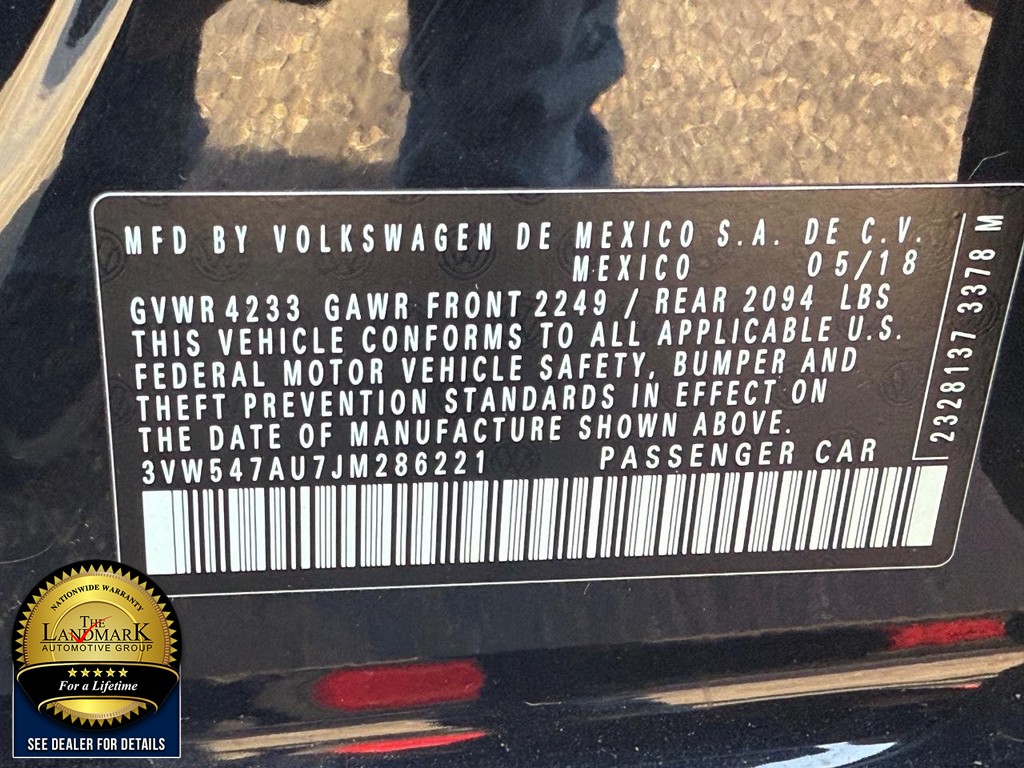 MFD BY VOLKSWAGEN DE MEXICO S.A. DE C.V.
MEXICO 05/18
GVWR 4233 GAWR FRONT 2249 / REAR 2094 LBS
THIS VEHICLE CONFORMS TO ALL APPLICABLE U.S.
FEDERAL MOTOR VEHICLE SAFETY, BUMPER AND
THEFT PREVENTION STANDARDS IN EFFECT ON
THE DATE OF MANUFACTURE SHOWN ABOVE.
3VW547AU7JM286221 PASSENGER CAR
2328137 3378 M
NATIONWIDE WARRANTY
THE
LANDMARK
AUTOMOTIVE GROUP
For a Lifetime
SEE DEALER FOR DETAILS